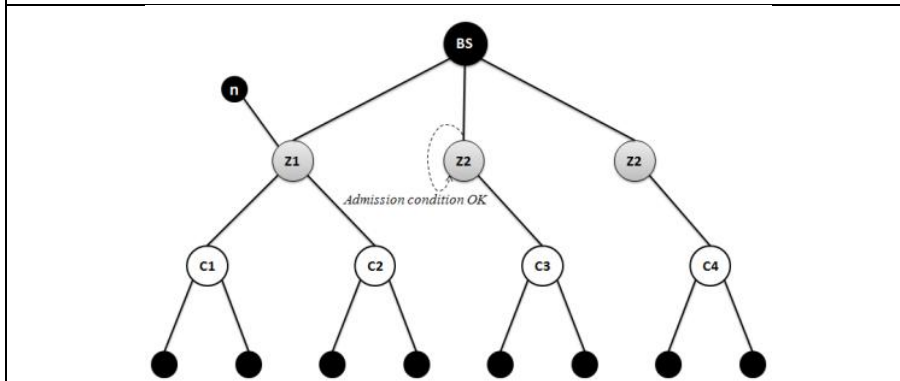 BS
n
Z1
Z2
Z2
Admission condition OK
C1
C2
C3
C4